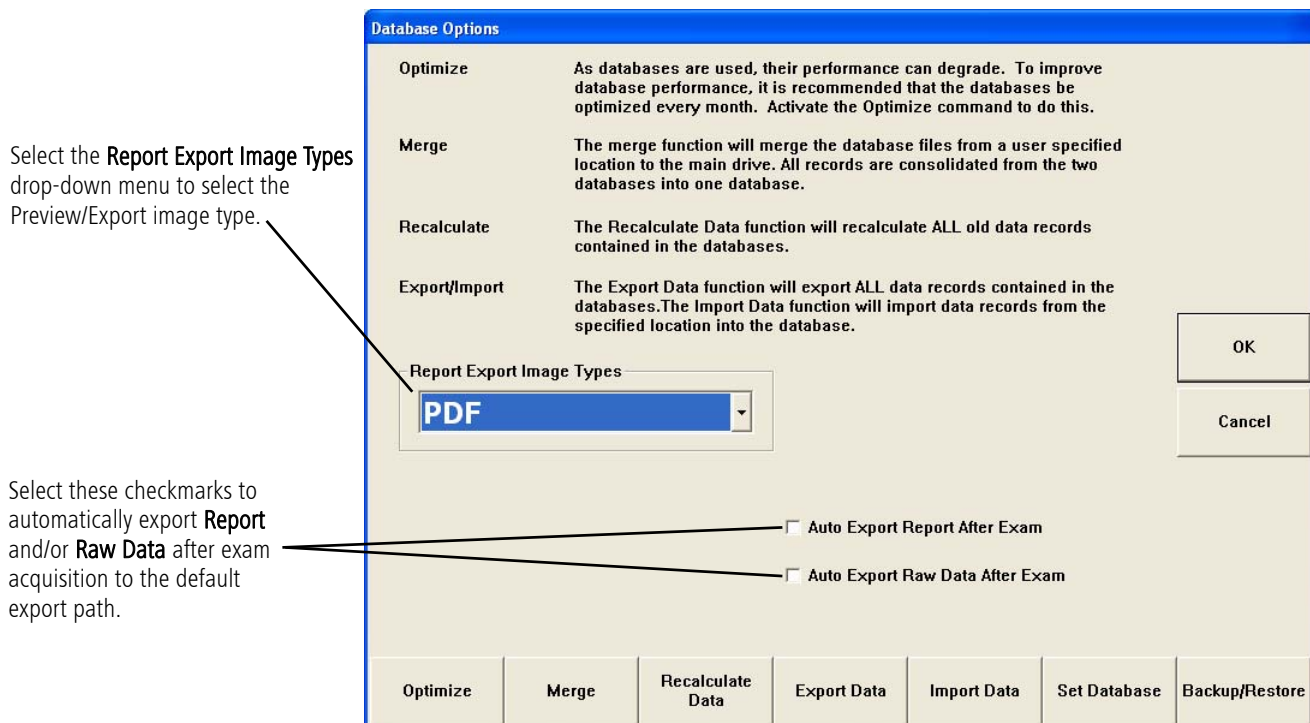 Database Options
Optimize
As databases are used, their performance can degrade. To improve
database performance, it is recommended that the databases be
optimized every month. Activate the Optimize command to do this.
Select the Report Export Image Types
drop-down menu to select the
Preview/Export image type.
Merge
The merge function will merge the database files from a user specified
location to the main drive. All records are consolidated from the two
databases into one database.
Recalculate
The Recalculate Data function will recalculate ALL old data records
contained in the databases.
Export/Import
The Export Data function will export ALL data records contained in the
databases.The Import Data function will import data records from the
specified location into the database.
OK
Report Export Image Types
PDF
Cancel
Select these checkmarks to
automatically export Report
and/or Raw Data after exam
acquisition to the default
export path.
Auto Export Report After Exam
Auto Export Raw Data After Exam
Optimize
Merge
Recalculate
Data
Export Data
Import Data
Set Database
Backup/Restore